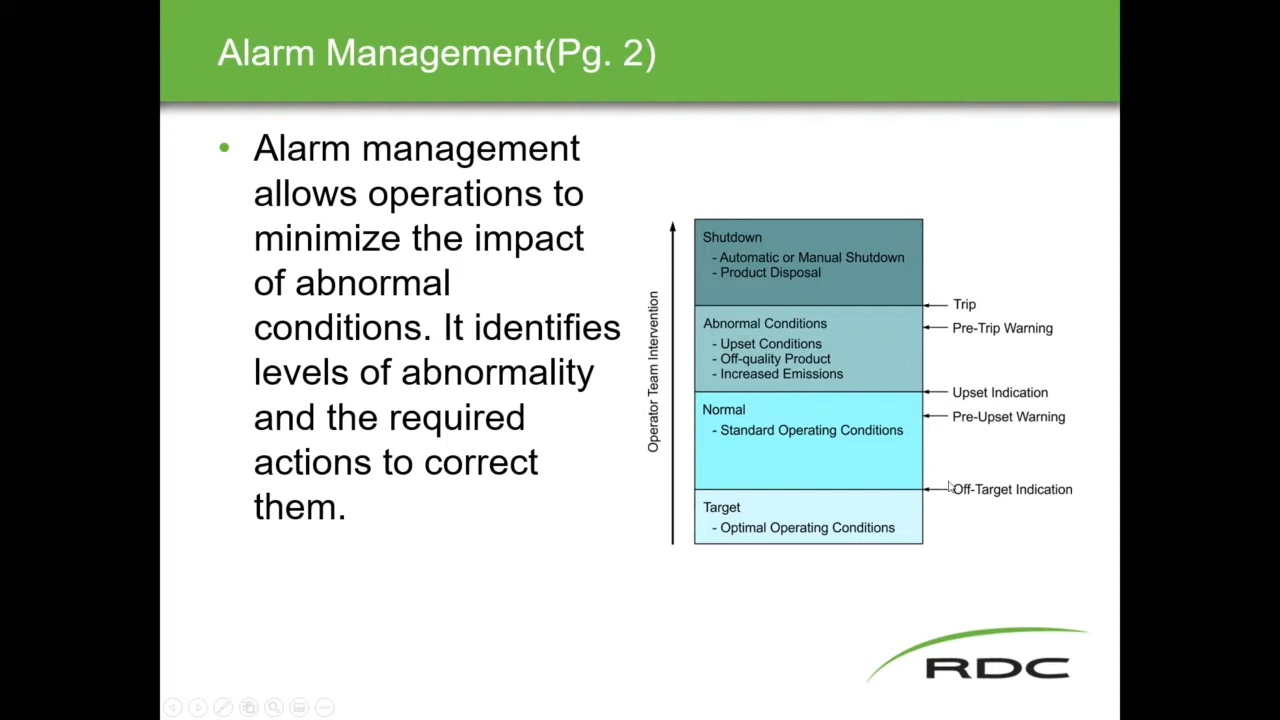 Alarm Management(Pg. 2)
• Alarm management
allows operations to
minimize the impact
of abnormal
conditions. It identifies
levels of abnormality
and the required
actions to correct
them.
Operator Team Intervention
Shutdown
- Automatic or Manual Shutdown
- Product Disposal
Trip
Abnormal Conditions
Pre-Trip Warning
- Upset Conditions
- Off-quality Product
- Increased Emissions
Upset Indication
Normal
Pre-Upset Warning
- Standard Operating Conditions
Off-Target Indication
Target
- Optimal Operating Conditions
RDC